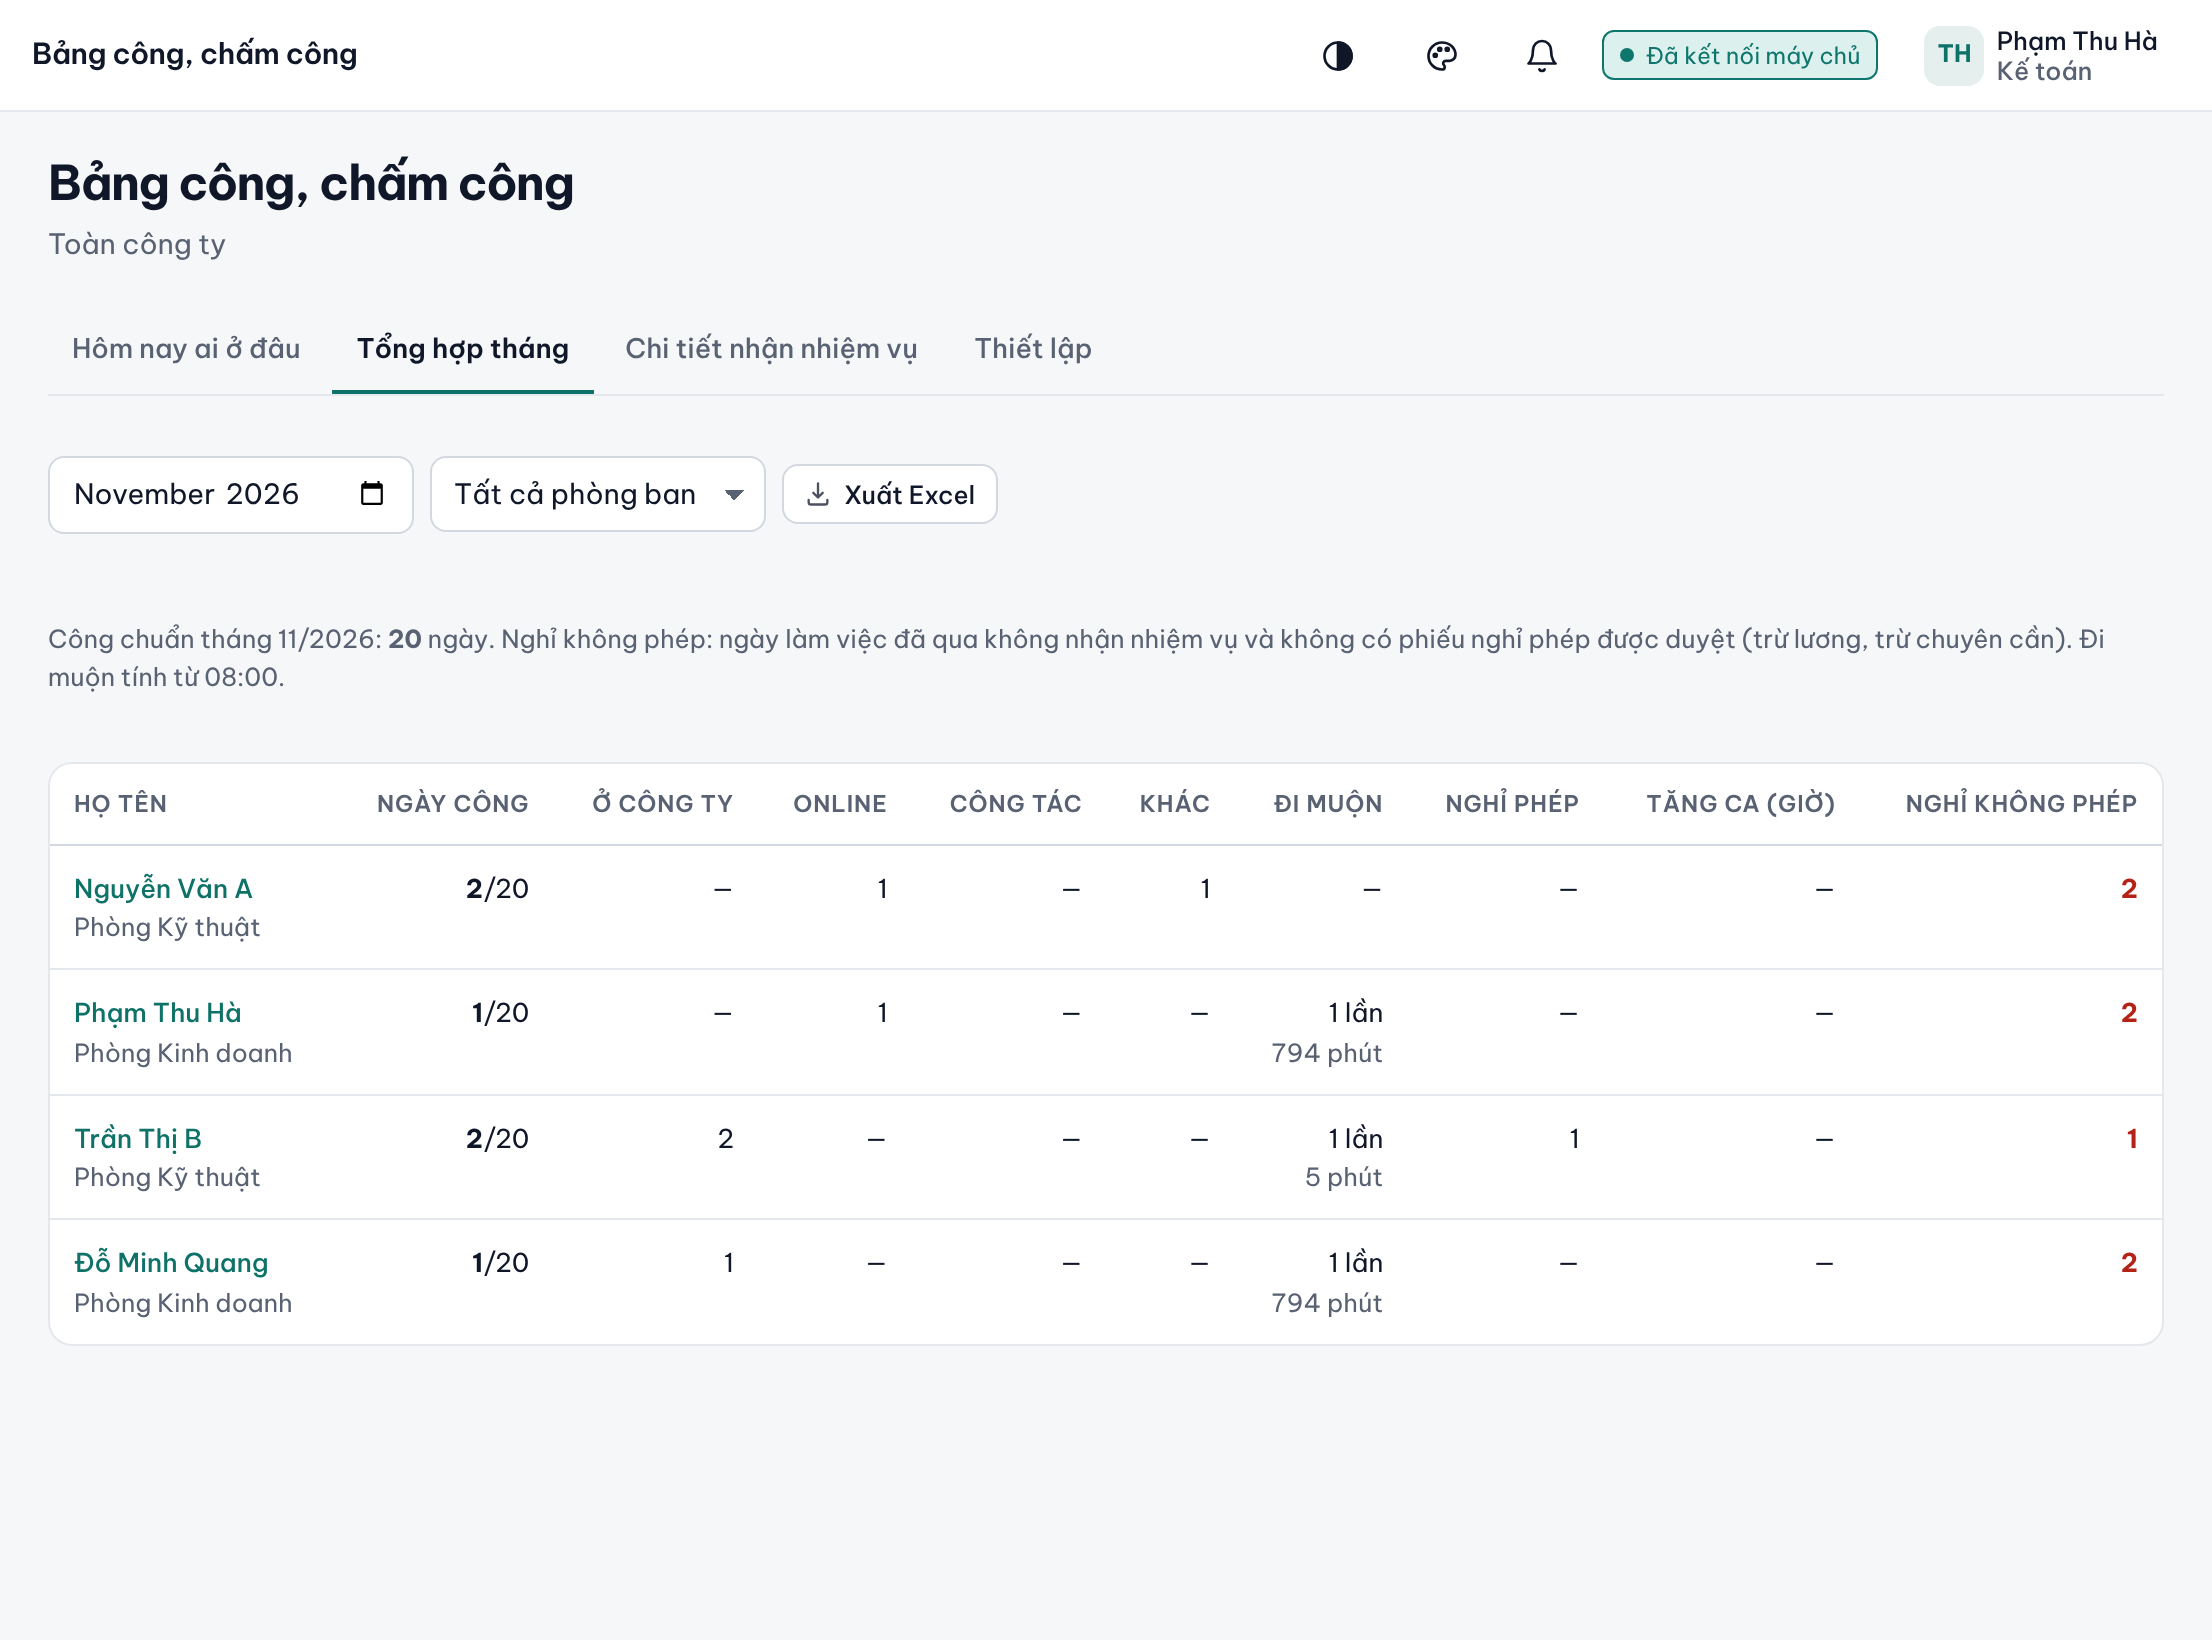 Bảng công, chấm công
Đã kết nối máy chủ
TH
Phạm Thu Hà
Kế toán
Bảng công, chấm công
Toàn công ty
Hôm nay ai ở đâu
Tổng hợp tháng
Chi tiết nhận nhiệm vụ
Thiết lập
November 2026
Tất cả phòng ban
Xuất Excel
Công chuẩn tháng 11/2026: 20 ngày. Nghỉ không phép: ngày làm việc đã qua không nhận nhiệm vụ và không có phiếu nghỉ phép được duyệt (trừ lương, trừ chuyên cần). Đi
muộn tính từ 08:00.
HỌ TÊN NGÀY CÔNG Ở CÔNG TY ONLINE CÔNG TÁC KHÁC ĐI MUỘN NGHỈ PHÉP TĂNG CA (GIỜ) NGHỈ KHÔNG PHÉP
Nguyễn Văn A 2/20 – 1 – 1 – – – 2
Phòng Kỹ thuật
Phạm Thu Hà 1/20 – 1 – – 1 lần – – 2
Phòng Kinh doanh 794 phút
Trần Thị B 2/20 2 – – – 1 lần 1 – 1
Phòng Kỹ thuật 5 phút
Đỗ Minh Quang 1/20 1 – – – 1 lần – – 2
Phòng Kinh doanh 794 phút